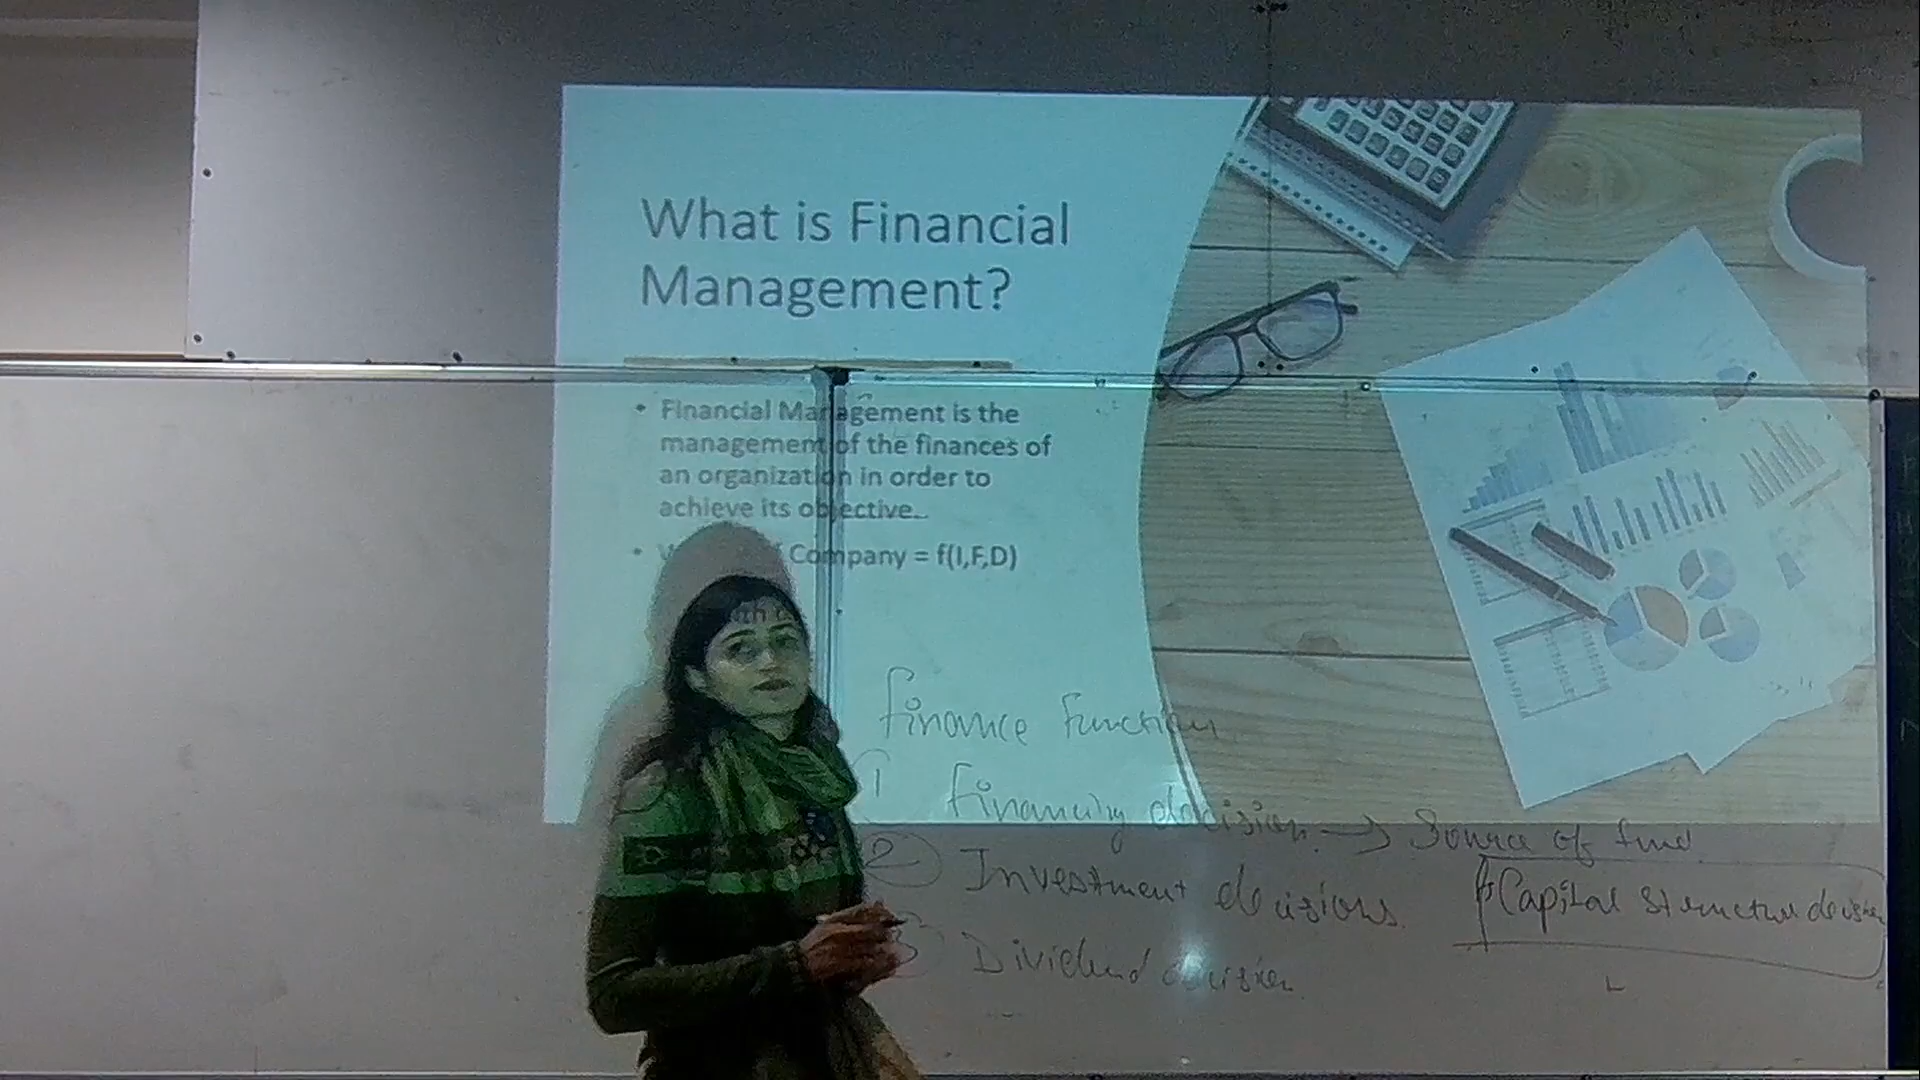 What is Financial
Management?
• Financial Management is the
management of the finances of
an organization in order to
achieve its objective.
• Company = f(I,F,D)
Finance Function
1 Financing decision → Source of fund
2 Investment decisions.
Capital structure decision
3 Dividend decision